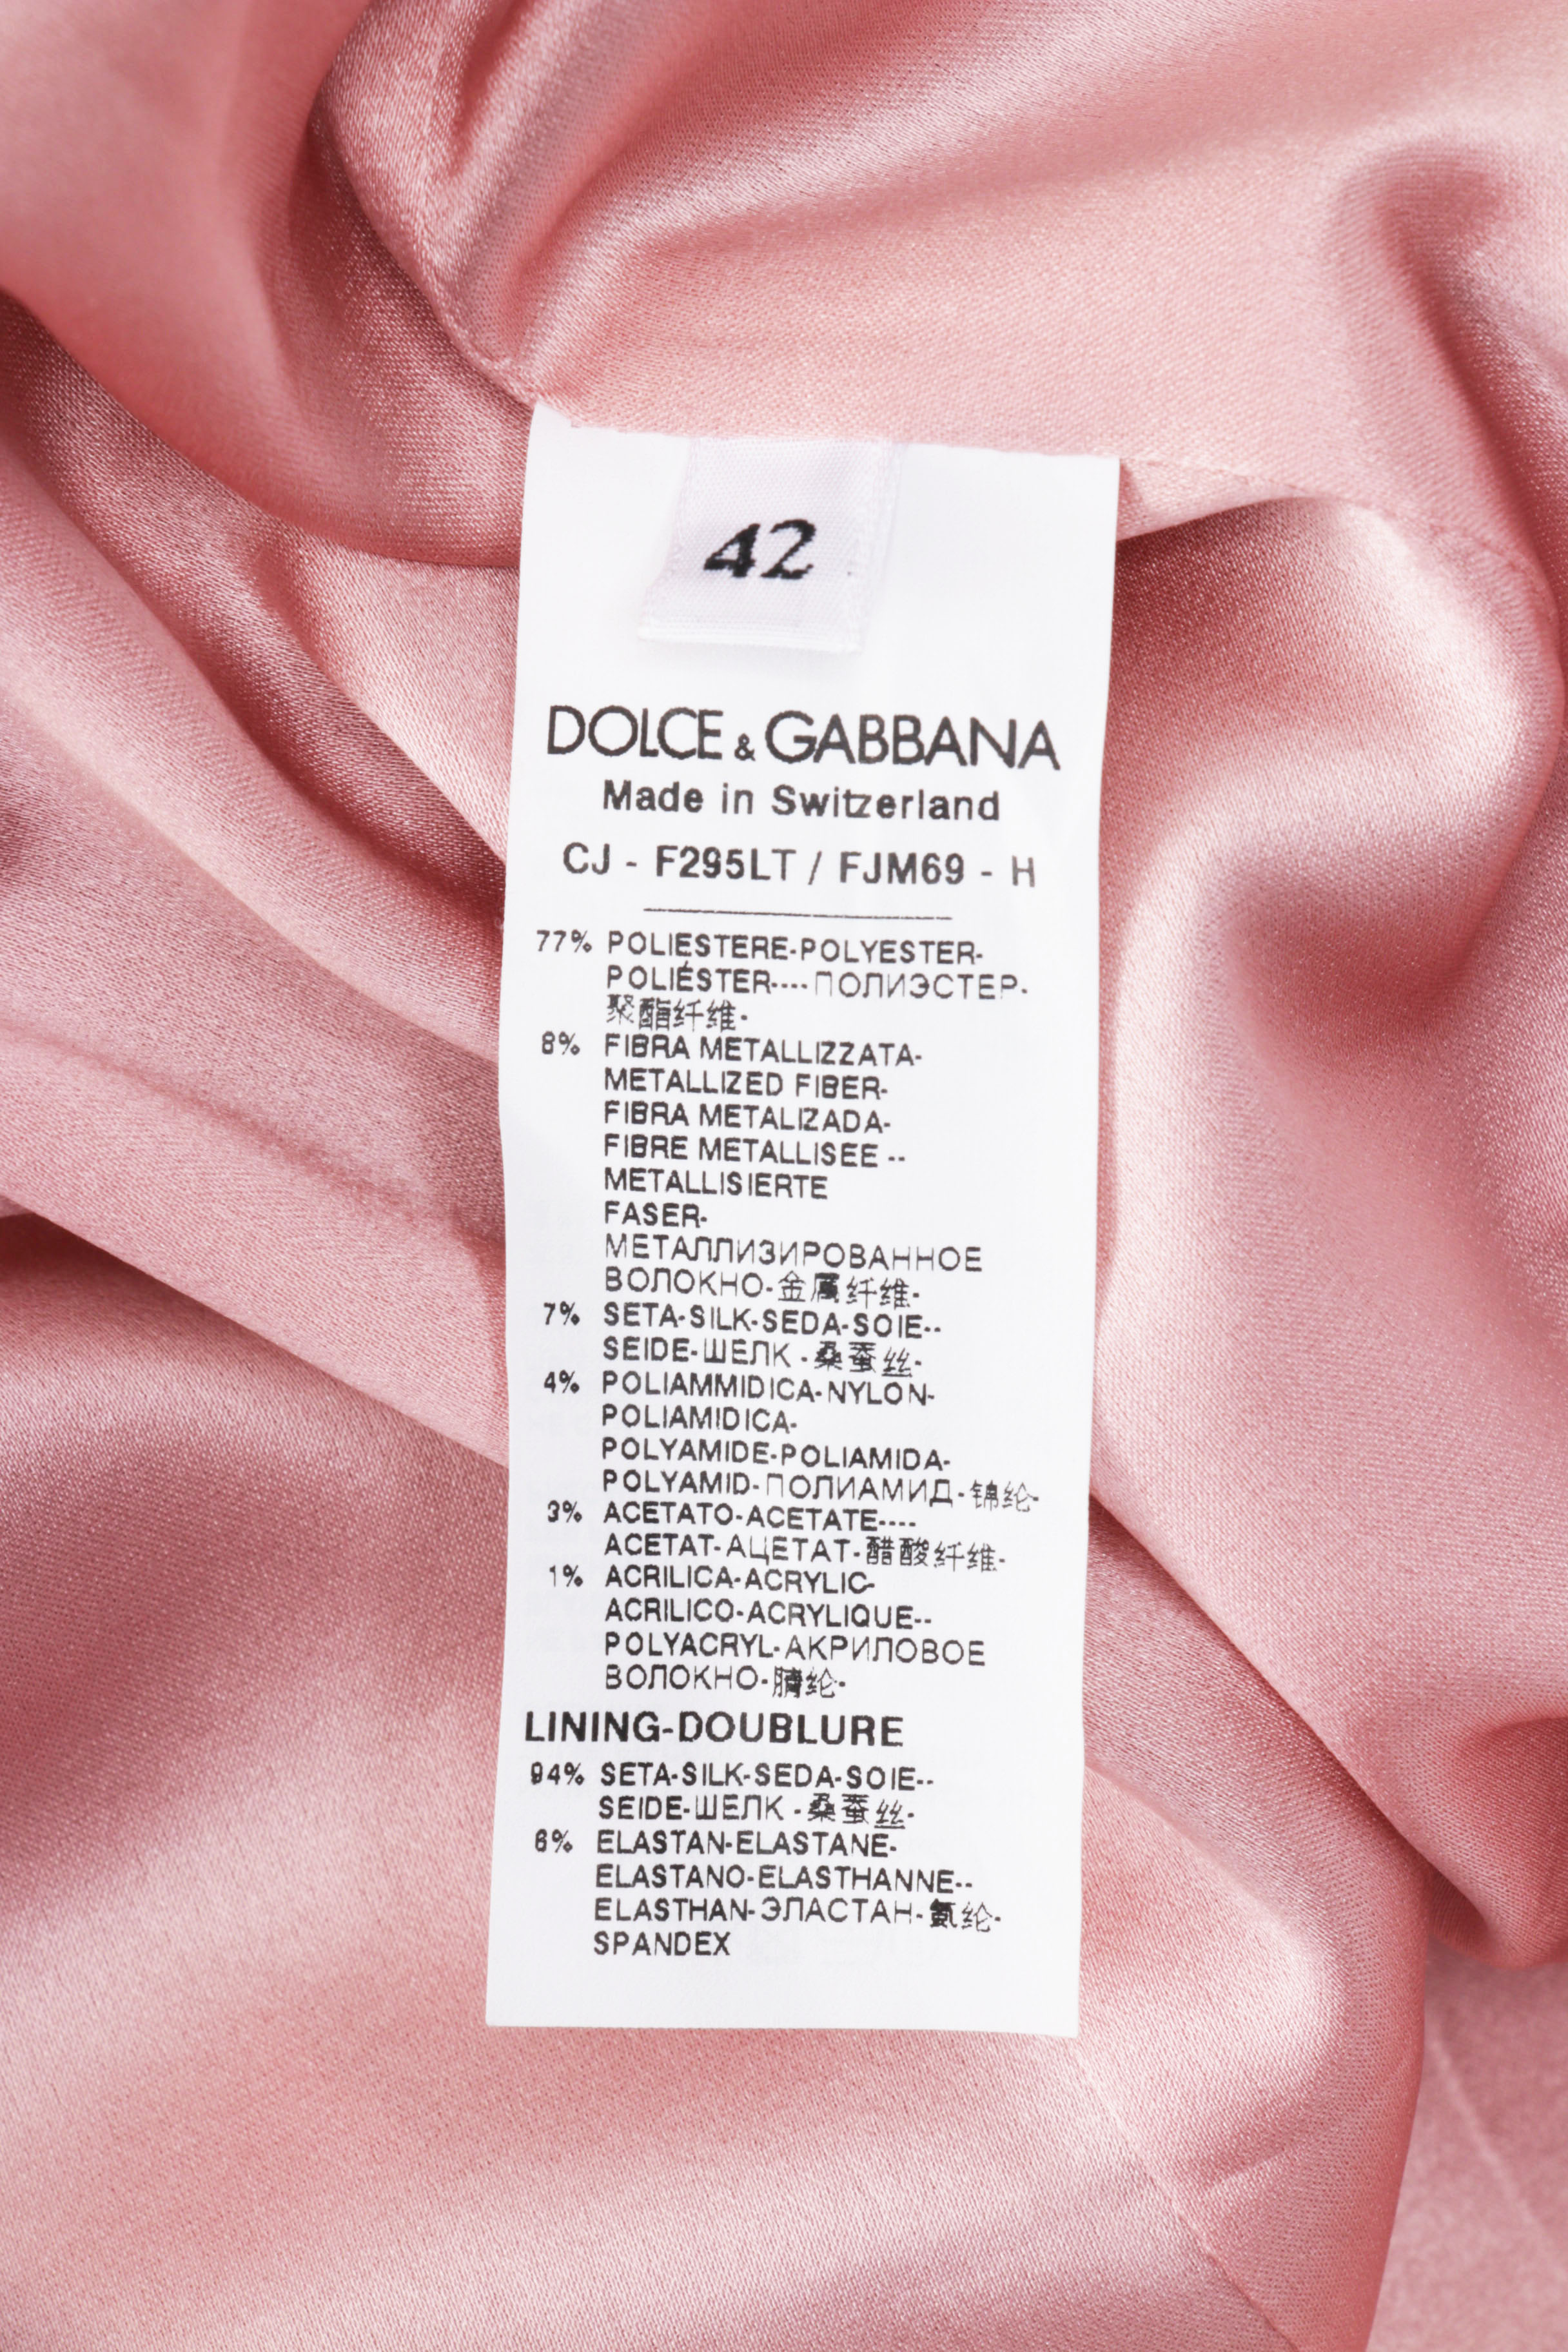 42
DOLCE & GABBANA
Made in Switzerland
CJ - F295LT / FJM69 - H
77% POLIESTERE-POLYESTER-
POLIÉSTER----ПОЛИЭСТЕР-
聚酯纤维-
8% FIBRA METALLIZZATA-
METALLIZED FIBER-
FIBRA METALIZADA-
FIBRE METALLISEE --
METALLISIERTE
FASER-
МЕТАЛЛИЗИРОВАННОЕ
ВОЛОКНО-金属纤维-
7% SETA-SILK-SEDA-SOIE--
SEIDE-ШЕЛК -桑蚕丝-
4% POLIAMMIDICA-NYLON-
POLIAMIDICA-
POLYAMIDE-POLIAMIDA-
POLYAMID-ПОЛИАМИД-锦纶-
3% ACETATO-ACETATE----
ACETAT-АЦЕТАТ-醋酸纤维-
1% ACRILICA-ACRYLIC-
ACRILICO-ACRYLIQUE--
POLYACRYL-АКРИЛОВОЕ
ВОЛОКНО-腈纶-
LINING-DOUBLURE
94% SETA-SILK-SEDA-SOIE--
SEIDE-ШЕЛК -桑蚕丝-
6% ELASTAN-ELASTANE-
ELASTANO-ELASTHANNE--
ELASTHAN-ЭЛАСТАН-氨纶-
SPANDEX